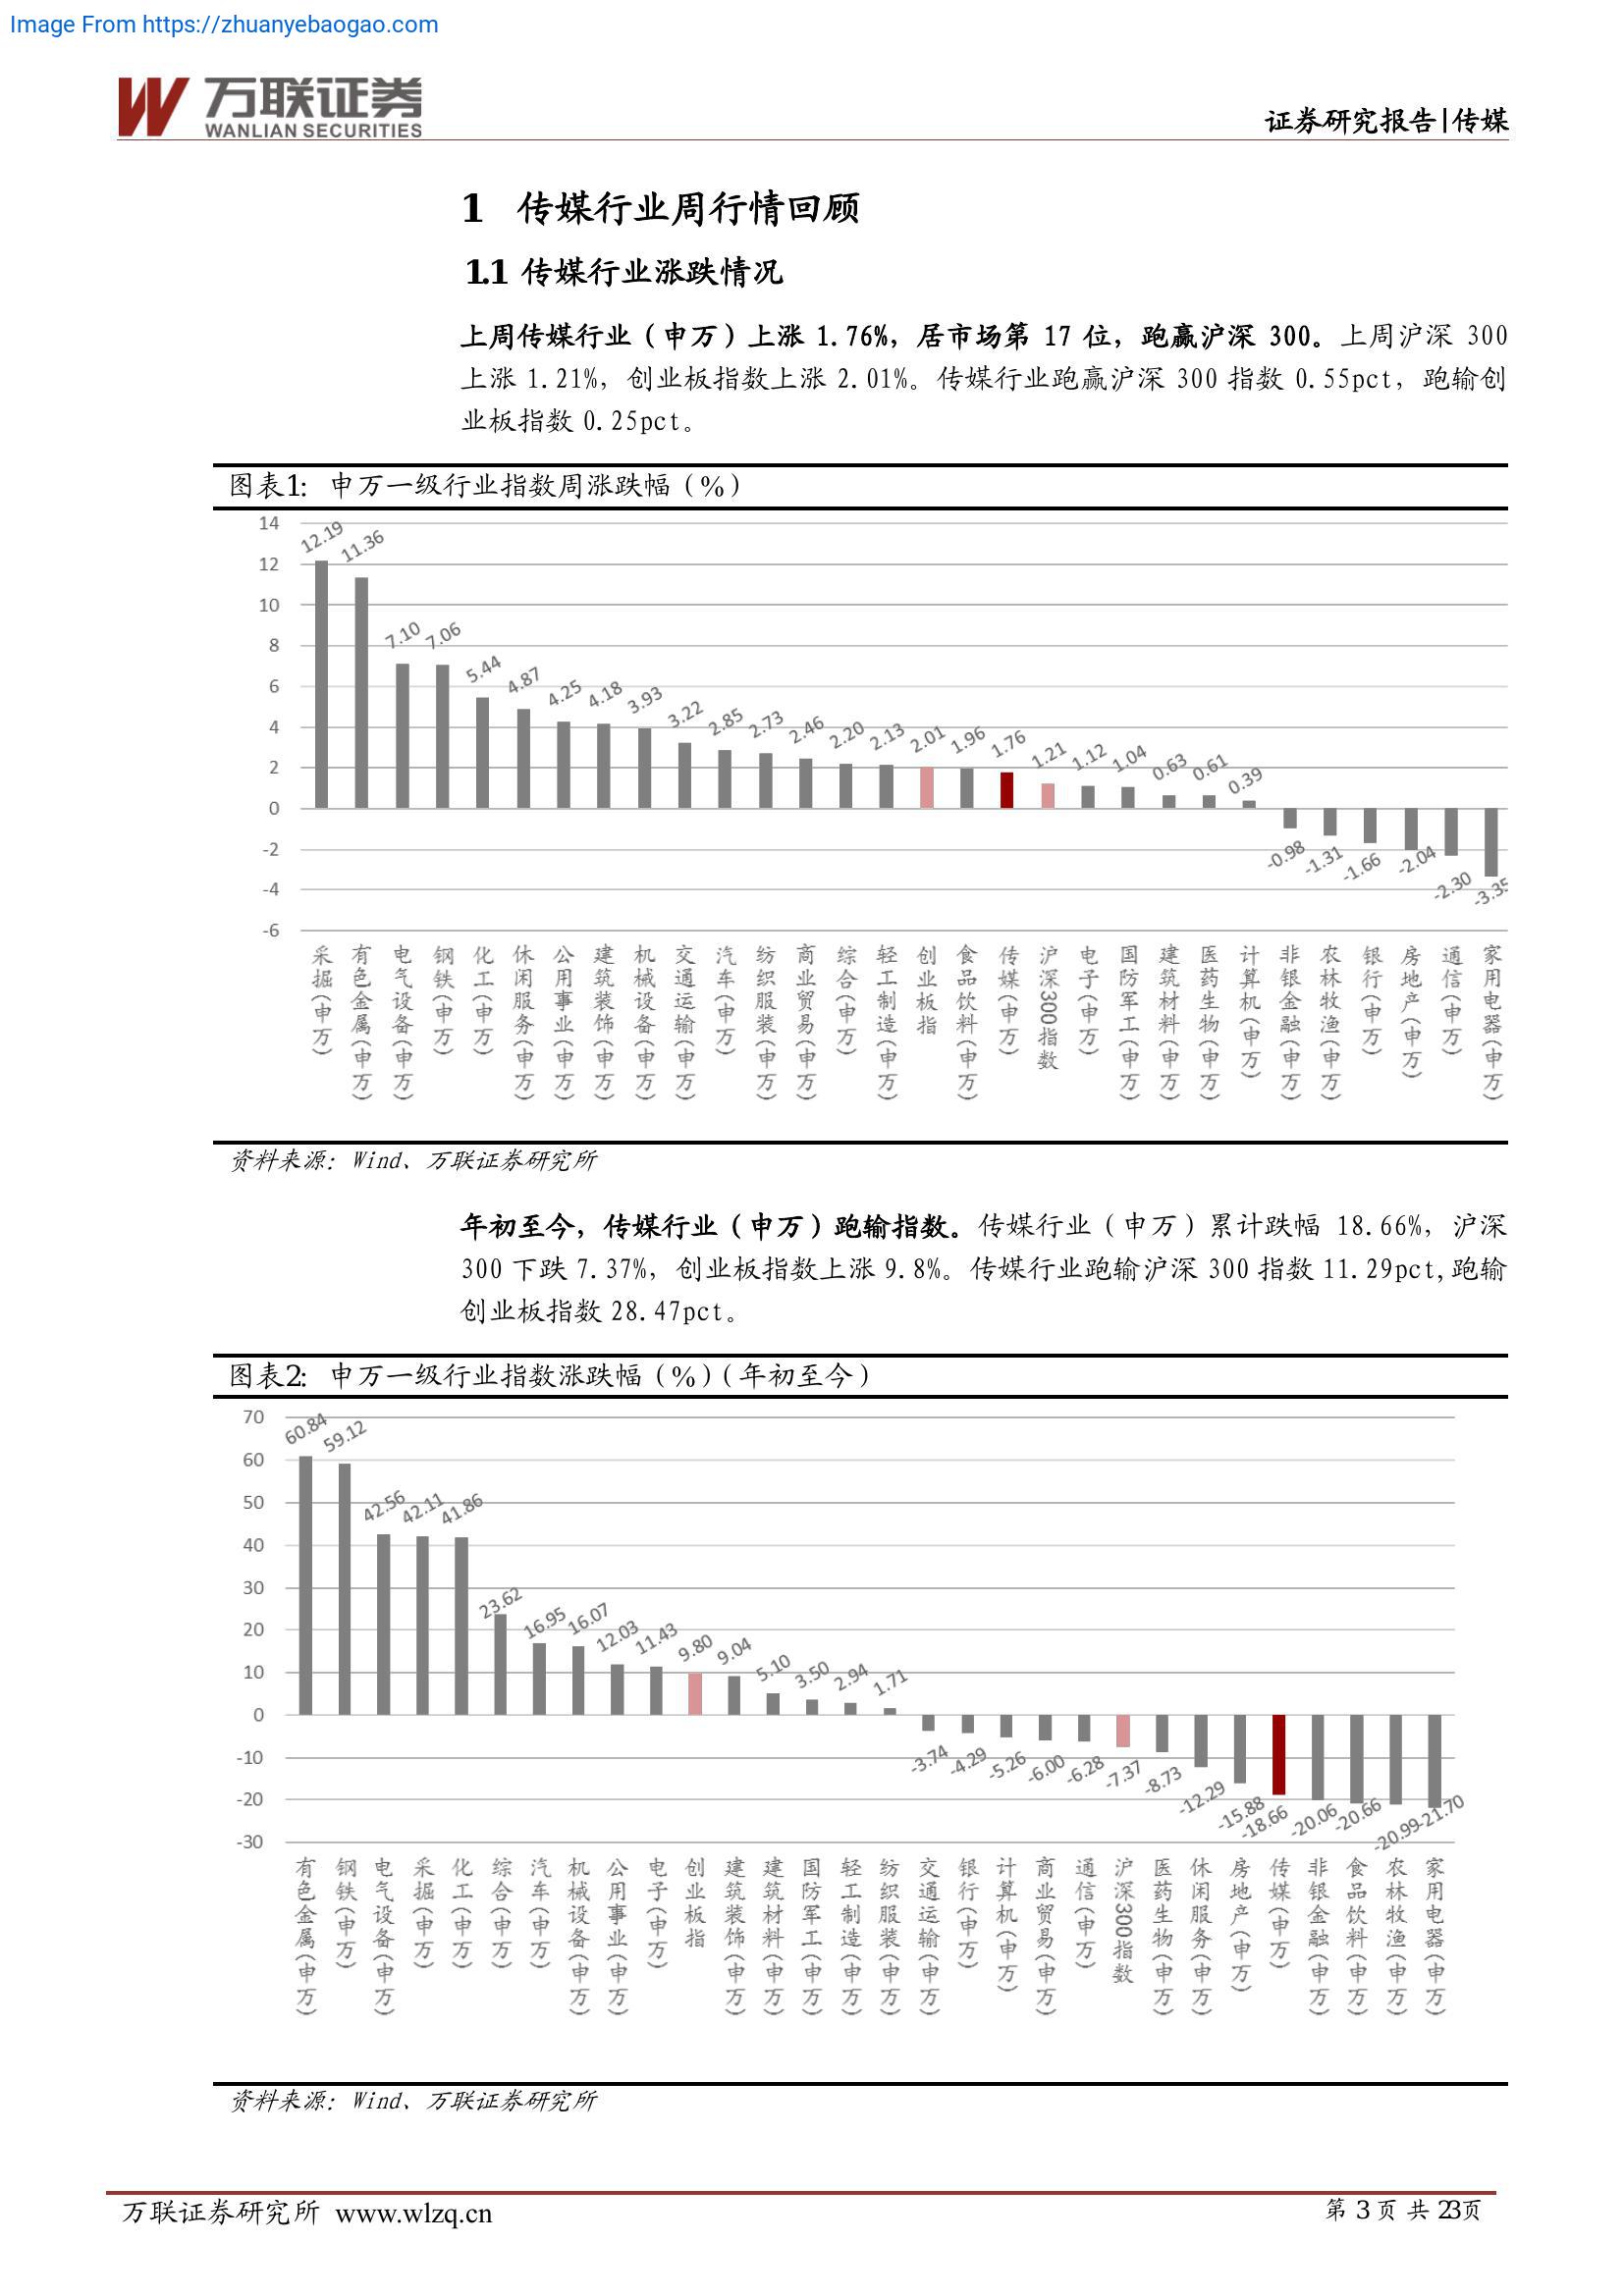 Image From https://zhuanyebaogao.com
万联证券
WANLIAN SECURITIES
证券研究报告|传媒
1 传媒行业周行情回顾
1.1 传媒行业涨跌情况
上周传媒行业（申万）上涨 1.76%，居市场第 17 位，跑赢沪深 300。上周沪深 300
上涨 1.21%，创业板指数上涨 2.01%。传媒行业跑赢沪深 300 指数 0.55pct，跑输创
业板指数 0.25pct。
图表1: 申万一级行业指数周涨跌幅（%）
14
12
10
8
6
4
2
0
-2
-4
-6
12.19
11.36
7.10
7.06
5.44
4.87
4.25
4.18
3.93
3.22
2.85
2.73
2.46
2.20
2.13
2.01
1.96
1.76
1.21
1.12
1.04
0.63
0.61
0.39
-0.98
-1.31
-1.66
-2.04
-2.30
-3.35
采掘(申万)
有色金属(申万)
电气设备(申万)
钢铁(申万)
化工(申万)
休闲服务(申万)
公用事业(申万)
建筑装饰(申万)
机械设备(申万)
交通运输(申万)
汽车(申万)
纺织服装(申万)
商业贸易(申万)
综合(申万)
轻工制造(申万)
创业板指
食品饮料(申万)
传媒(申万)
沪深300指数
电子(申万)
国防军工(申万)
建筑材料(申万)
医药生物(申万)
计算机(申万)
非银金融(申万)
农林牧渔(申万)
银行(申万)
房地产(申万)
通信(申万)
家用电器(申万)
资料来源：Wind、万联证券研究所
年初至今，传媒行业（申万）跑输指数。传媒行业（申万）累计跌幅 18.66%，沪深
300 下跌 7.37%，创业板指数上涨 9.8%。传媒行业跑输沪深 300 指数 11.29pct,跑输
创业板指数 28.47pct。
图表2: 申万一级行业指数涨跌幅（%）（年初至今）
70
60
50
40
30
20
10
0
-10
-20
-30
60.84
59.12
42.56
42.11
41.86
23.62
16.95
16.07
12.03
11.43
9.80
9.04
5.10
3.50
2.94
1.71
-3.74
-4.29
-5.26
-6.00
-6.28
-7.37
-8.73
-12.29
-15.88
-18.66
-20.06
-20.66
-20.99
-21.70
有色金属(申万)
钢铁(申万)
电气设备(申万)
采掘(申万)
化工(申万)
综合(申万)
汽车(申万)
机械设备(申万)
公用事业(申万)
电子(申万)
创业板指
建筑装饰(申万)
建筑材料(申万)
国防军工(申万)
轻工制造(申万)
纺织服装(申万)
交通运输(申万)
银行(申万)
计算机(申万)
商业贸易(申万)
通信(申万)
沪深300指数
医药生物(申万)
休闲服务(申万)
房地产(申万)
传媒(申万)
非银金融(申万)
食品饮料(申万)
农林牧渔(申万)
家用电器(申万)
资料来源：Wind、万联证券研究所
万联证券研究所 www.wlzq.cn
第 3 页 共 23页